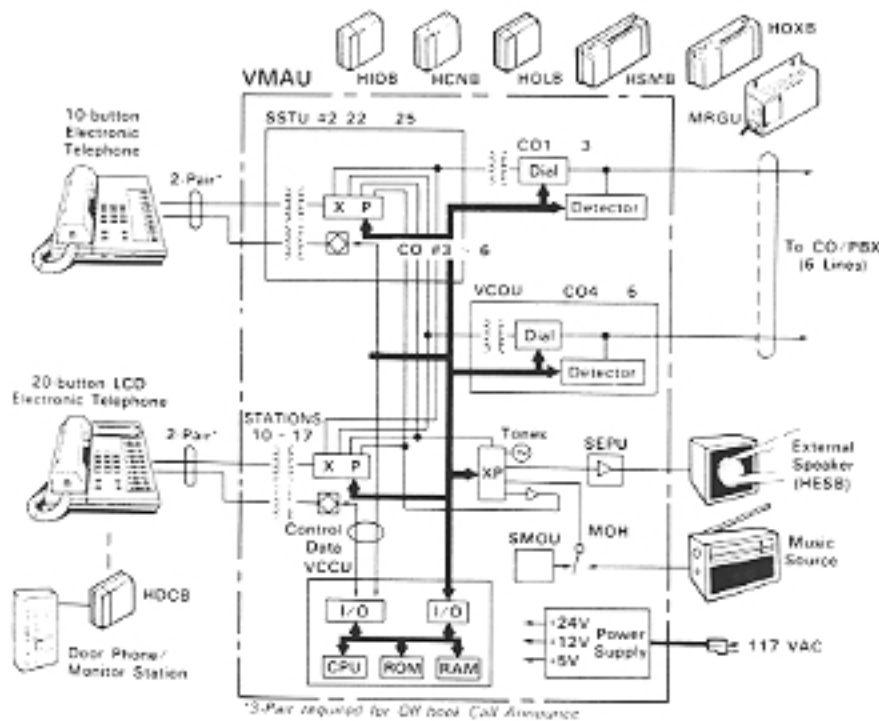 HOXB
VMAU
HIOB
HCNB
HOLB
HSMB
MRGU
10-button
Electronic
Telephone
SSTU #2 22 25
CO1 3
2-Pair*
Dial
X P
Detector
CO #3 - 6
To CO/PBX
(6 Lines)
VCOU CO4 6
Dial
Detector
20-button LCD
Electronic Telephone
STATIONS
10 - 17
2-Pair*
Tones
SEPU
X P
XP
External
Speaker
(HESB)
Control
Data
MOH
SMOU
Music
Source
VCCU
HDCB
I/O
I/O
+24V
+12V
+5V
Power
Supply
117 VAC
Door Phone/
Monitor Station
CPU
ROM
RAM
*3-Pair required for Off hook Call Announce